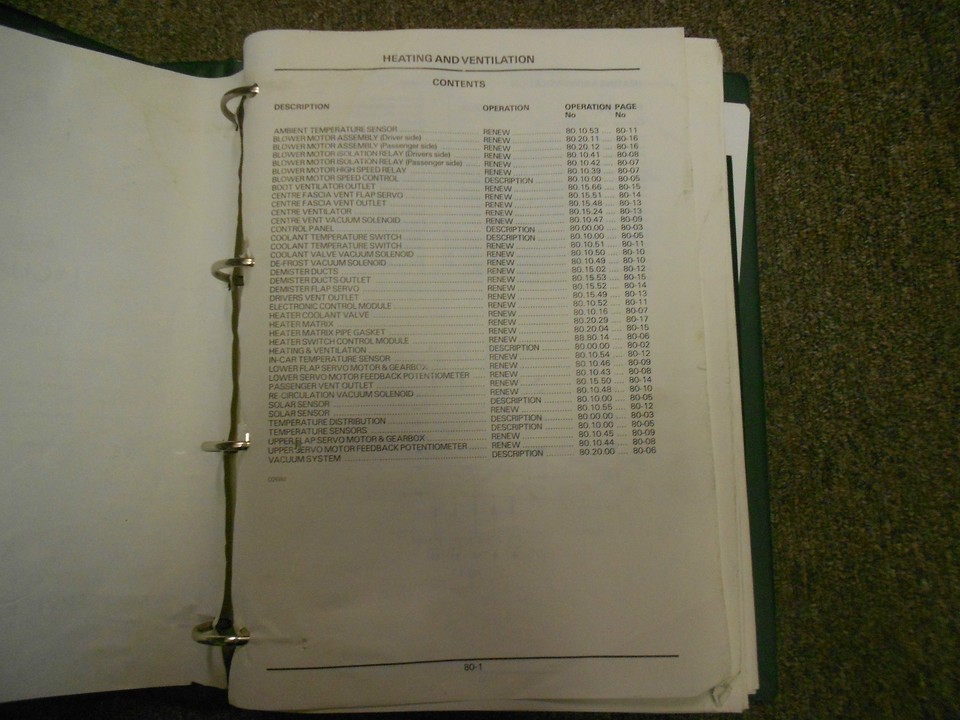 HEATING AND VENTILATION
CONTENTS
DESCRIPTION OPERATION OPERATION No PAGE No
AMBIENT TEMPERATURE SENSOR RENEW 80.10.53 80-11
BLOWER MOTOR ASSEMBLY (Driver side) RENEW 80.20.11 80-16
BLOWER MOTOR ASSEMBLY (Passenger side) RENEW 80.20.12 80-16
BLOWER MOTOR ISOLATION RELAY (Drivers side) RENEW 80.10.41 80-08
BLOWER MOTOR ISOLATION RELAY (Passenger side) RENEW 80.10.42 80-07
BLOWER MOTOR HIGH SPEED RELAY RENEW 80.10.39 80-07
BLOWER MOTOR SPEED CONTROL DESCRIPTION 80.10.00 80-05
BOOT VENTILATOR OUTLET RENEW 80.15.66 80-15
CENTRE FASCIA VENT FLAP SERVO RENEW 80.15.51 80-14
CENTRE FASCIA VENT OUTLET RENEW 80.15.48 80-13
CENTRE VENTILATOR RENEW 80.15.24 80-13
CENTRE VENT VACUUM SOLENOID RENEW 80.10.47 80-09
CONTROL PANEL DESCRIPTION 80.00.00 80-03
COOLANT TEMPERATURE SWITCH DESCRIPTION 80.10.00 80-05
COOLANT TEMPERATURE SWITCH RENEW 80.10.51 80-11
COOLANT VALVE VACUUM SOLENOID RENEW 80.10.50 80-10
DE-FROST VACUUM SOLENOID RENEW 80.10.49 80-10
DEMISTER DUCTS RENEW 80.15.02 80-12
DEMISTER DUCTS OUTLET RENEW 80.15.53 80-15
DEMISTER FLAP SERVO RENEW 80.15.52 80-14
DRIVERS VENT OUTLET RENEW 80.15.49 80-13
ELECTRONIC CONTROL MODULE RENEW 80.10.52 80-11
HEATER COOLANT VALVE RENEW 80.10.16 80-07
HEATER MATRIX RENEW 80.20.29 80-17
HEATER MATRIX PIPE GASKET RENEW 80.20.04 80-15
HEATER SWITCH CONTROL MODULE RENEW 88.80.14 80-06
HEATING & VENTILATION DESCRIPTION 80.00.00 80-02
IN-CAR TEMPERATURE SENSOR RENEW 80.10.54 80-12
LOWER FLAP SERVO MOTOR & GEARBOX RENEW 80.10.46 80-09
LOWER SERVO MOTOR FEEDBACK POTENTIOMETER RENEW 80.10.43 80-08
PASSENGER VENT OUTLET RENEW 80.15.50 80-14
RE-CIRCULATION VACUUM SOLENOID RENEW 80.10.48 80-10
SOLAR SENSOR DESCRIPTION 80.10.00 80-05
SOLAR SENSOR RENEW 80.10.55 80-12
TEMPERATURE DISTRIBUTION DESCRIPTION 80.00.00 80-03
TEMPERATURE SENSORS DESCRIPTION 80.10.00 80-05
UPPER FLAP SERVO MOTOR & GEARBOX RENEW 80.10.45 80-09
UPPER SERVO MOTOR FEEDBACK POTENTIOMETER RENEW 80.10.44 80-08
VACUUM SYSTEM DESCRIPTION 80.20.00 80-06
80-1